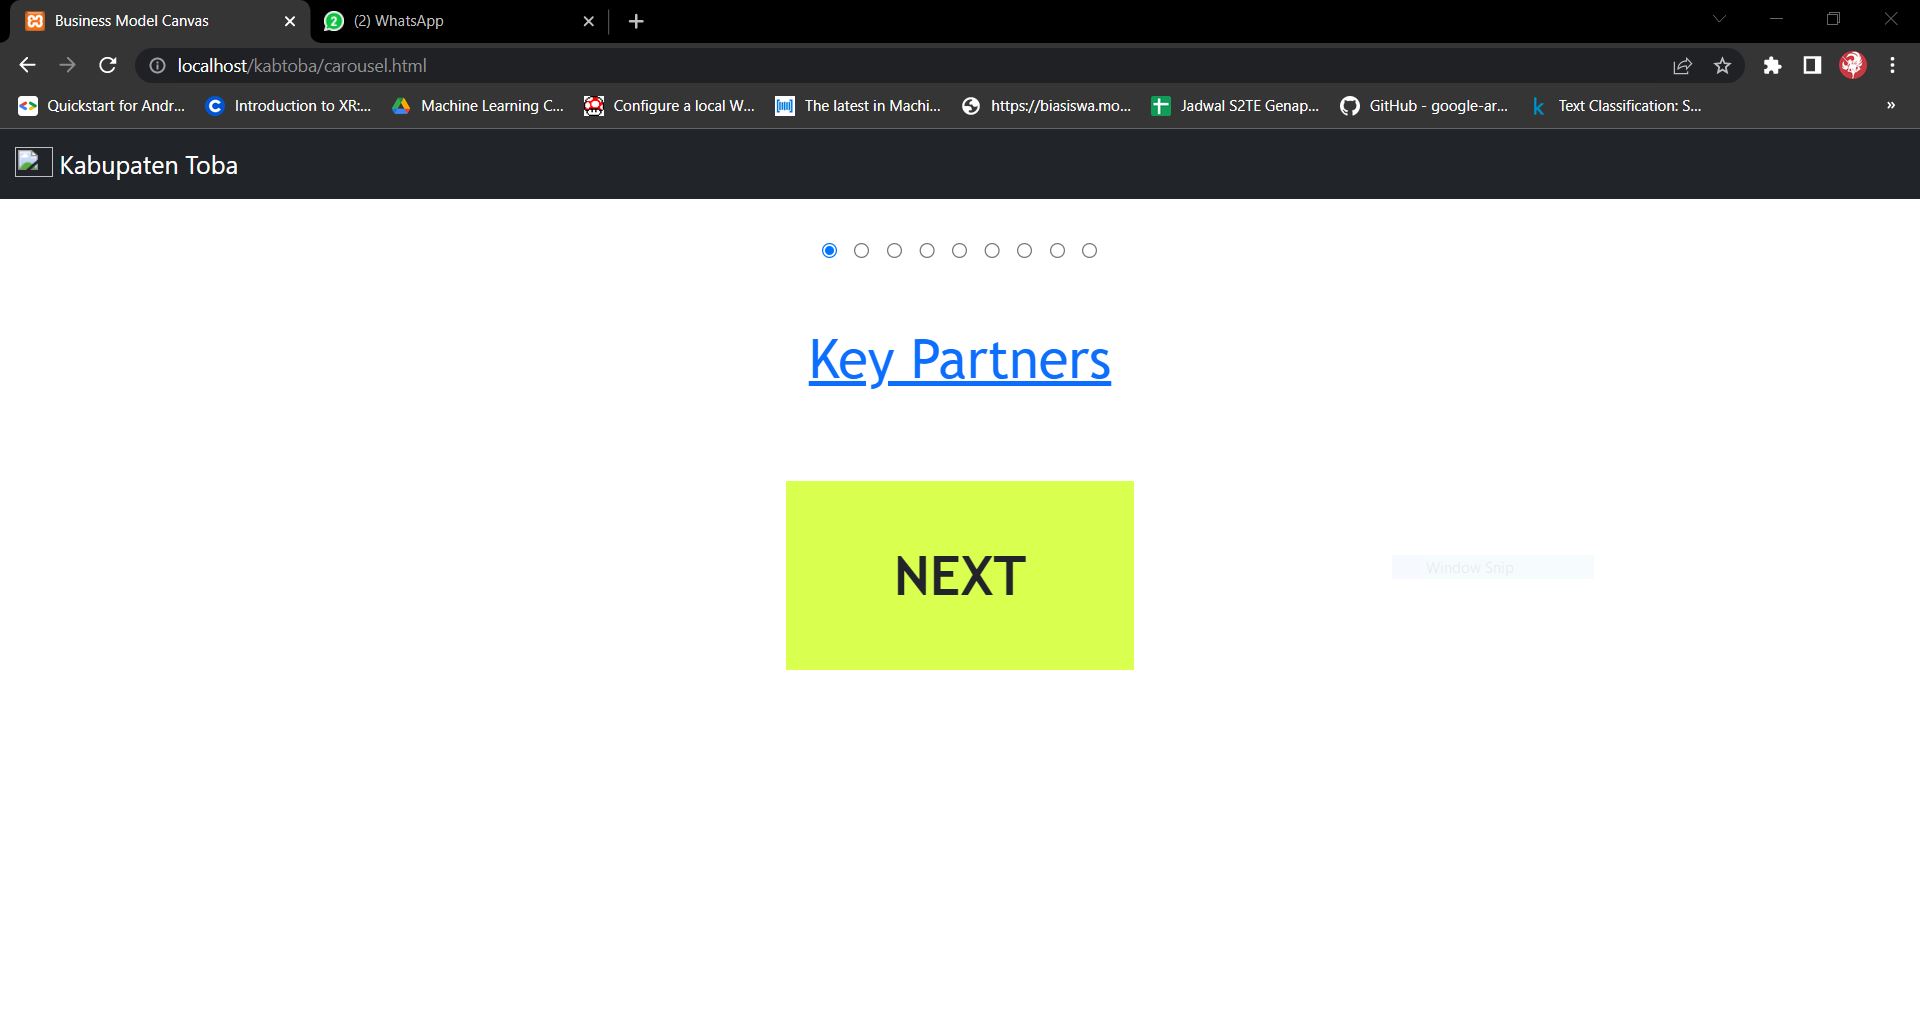 Business Model Canvas
(2) WhatsApp
localhost/kabtoba/carousel.html
Quickstart for Andr...
Introduction to XR:...
Machine Learning C...
Configure a local W...
The latest in Machi...
https://biasiswa.mo...
Jadwal S2TE Genap...
GitHub - google-ar...
Text Classification: S...
»
Kabupaten Toba
Key Partners
NEXT
Window Snip